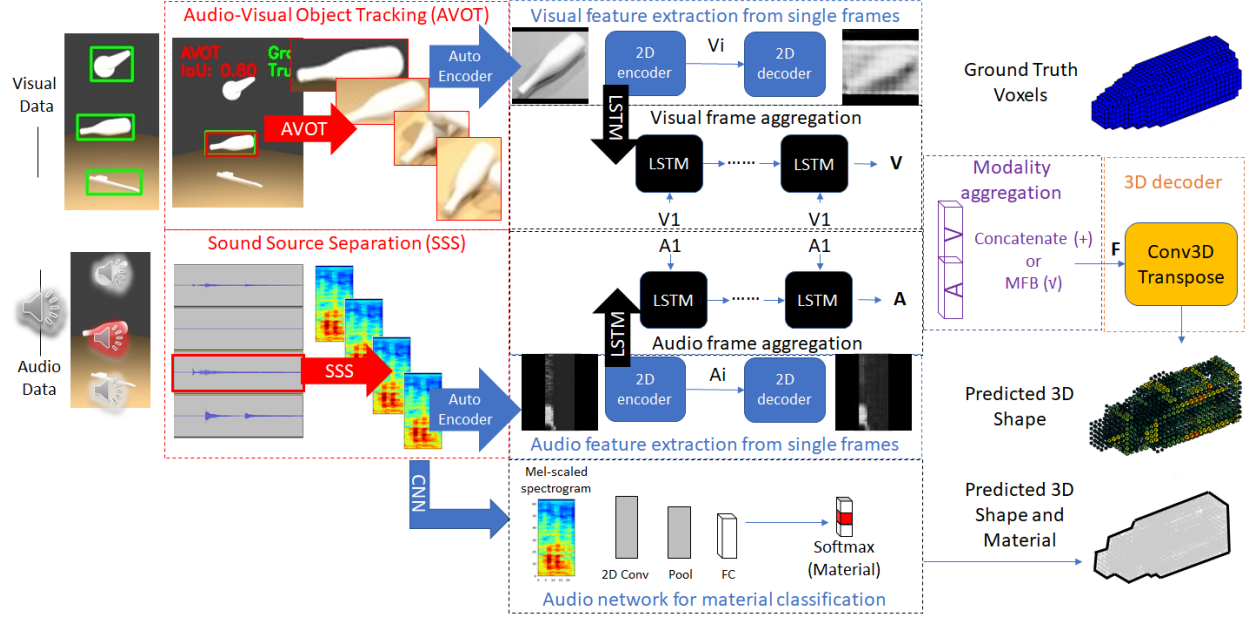 Audio-Visual Object Tracking (AVOT)
Visual
Data
AVOT
IoU: 0.80
Gro
Tru
AVOT
Auto
Encoder
Visual feature extraction from single frames
2D
encoder
Vi
2D
decoder
LSTM
Visual frame aggregation
LSTM
......
LSTM
V
V1
V1
Sound Source Separation (SSS)
Audio
Data
SSS
Auto
Encoder
A1
A1
LSTM
......
LSTM
A
LSTM
Audio frame aggregation
2D
encoder
Ai
2D
decoder
Audio feature extraction from single frames
CNN
Mel-scaled
spectrogram
2D Conv
Pool
FC
Softmax
(Material)
Audio network for material classification
Ground Truth
Voxels
Modality
aggregation
A V
Concatenate (+)
or
MFB (√)
F
3D decoder
Conv3D
Transpose
Predicted 3D
Shape
Predicted 3D
Shape and
Material